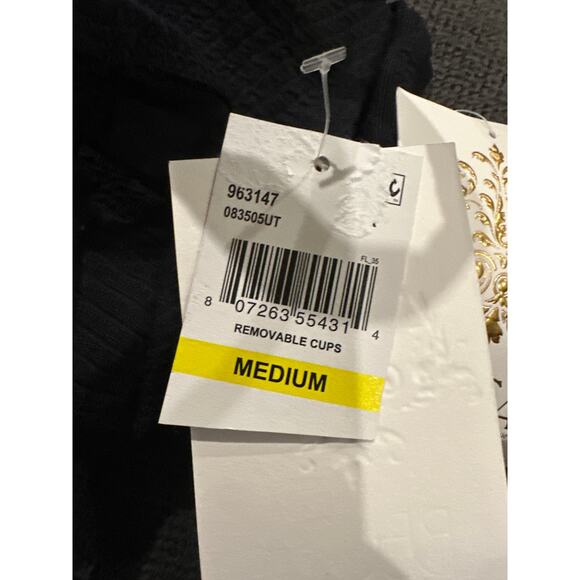 963147
083505UT
C
FL_35
8 07263 55431 4
REMOVABLE CUPS
MEDIUM